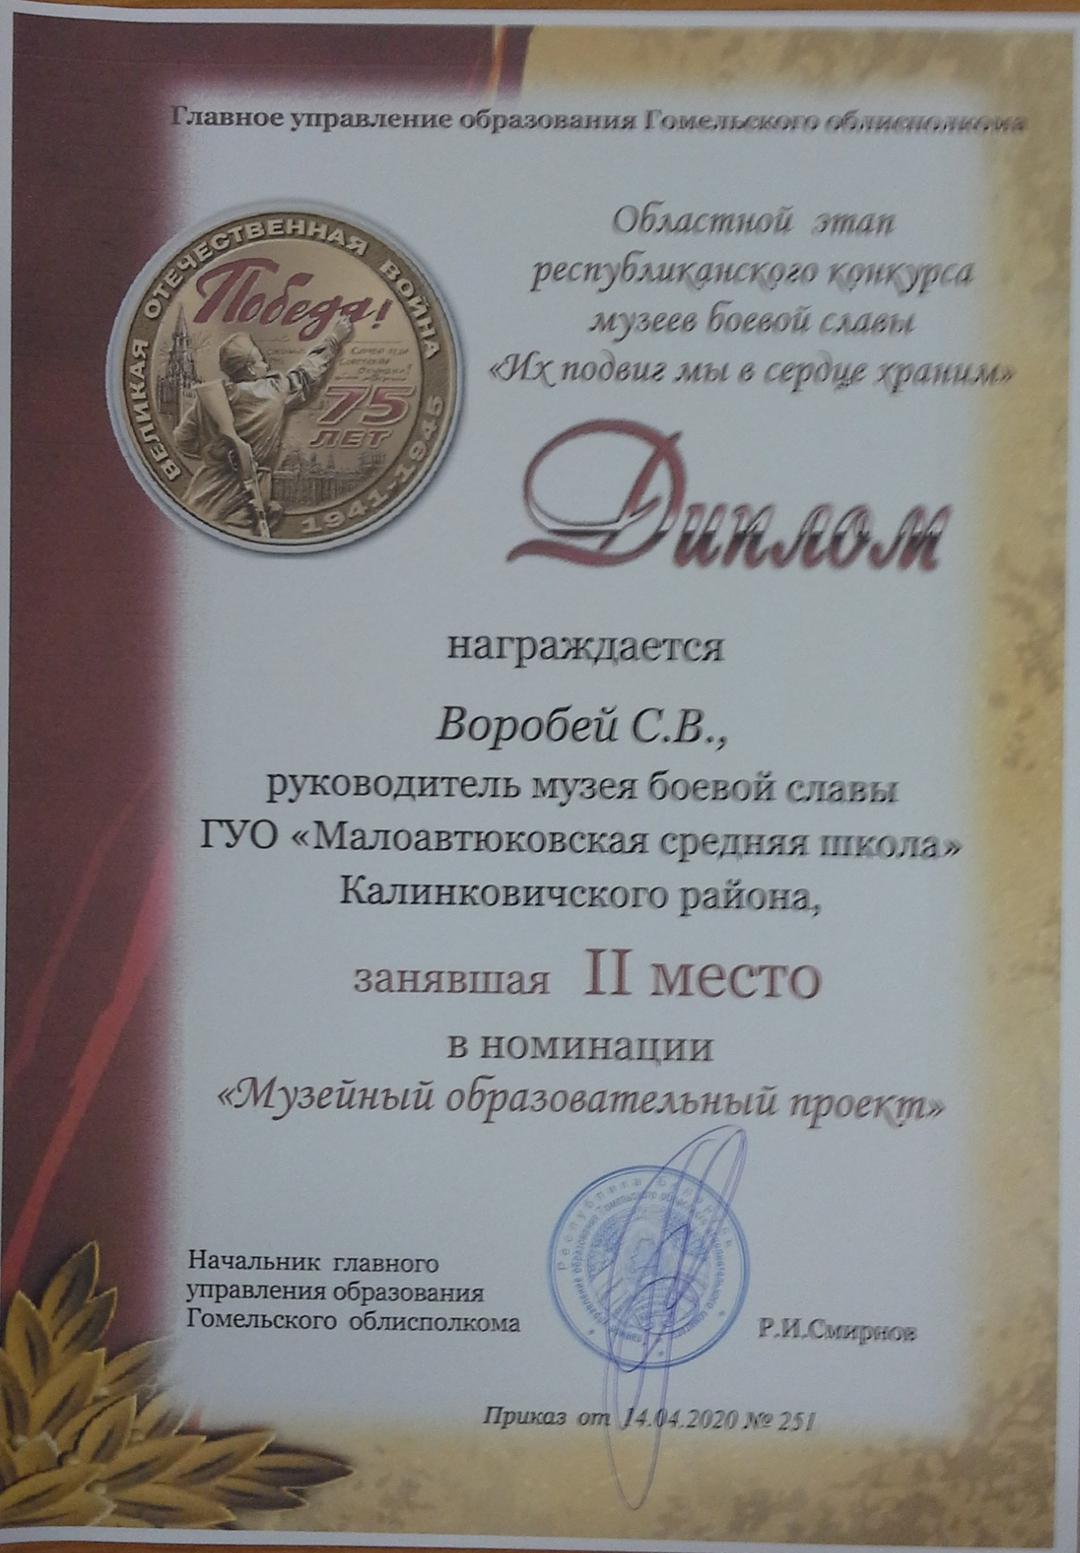 Главное управление образования Гомельского облисполкома
Областной этап
республиканского конкурса
музеев боевой славы
«Их подвиг мы в сердце храним»
ВЕЛИКАЯ ОТЕЧЕСТВЕННАЯ ВОЙНА
Победа!
75
ЛЕТ
1941-1945
Диплом
награждается
Воробей С.В.,
руководитель музея боевой славы
ГУО «Малоавтюковская средняя школа»
Калинковичского района,
занявшая II место
в номинации
«Музейный образовательный проект»
Республика Беларусь
Начальник главного
управления образования
Гомельского облисполкома
Р.И.Смирнов
Приказ от 14.04.2020 № 251